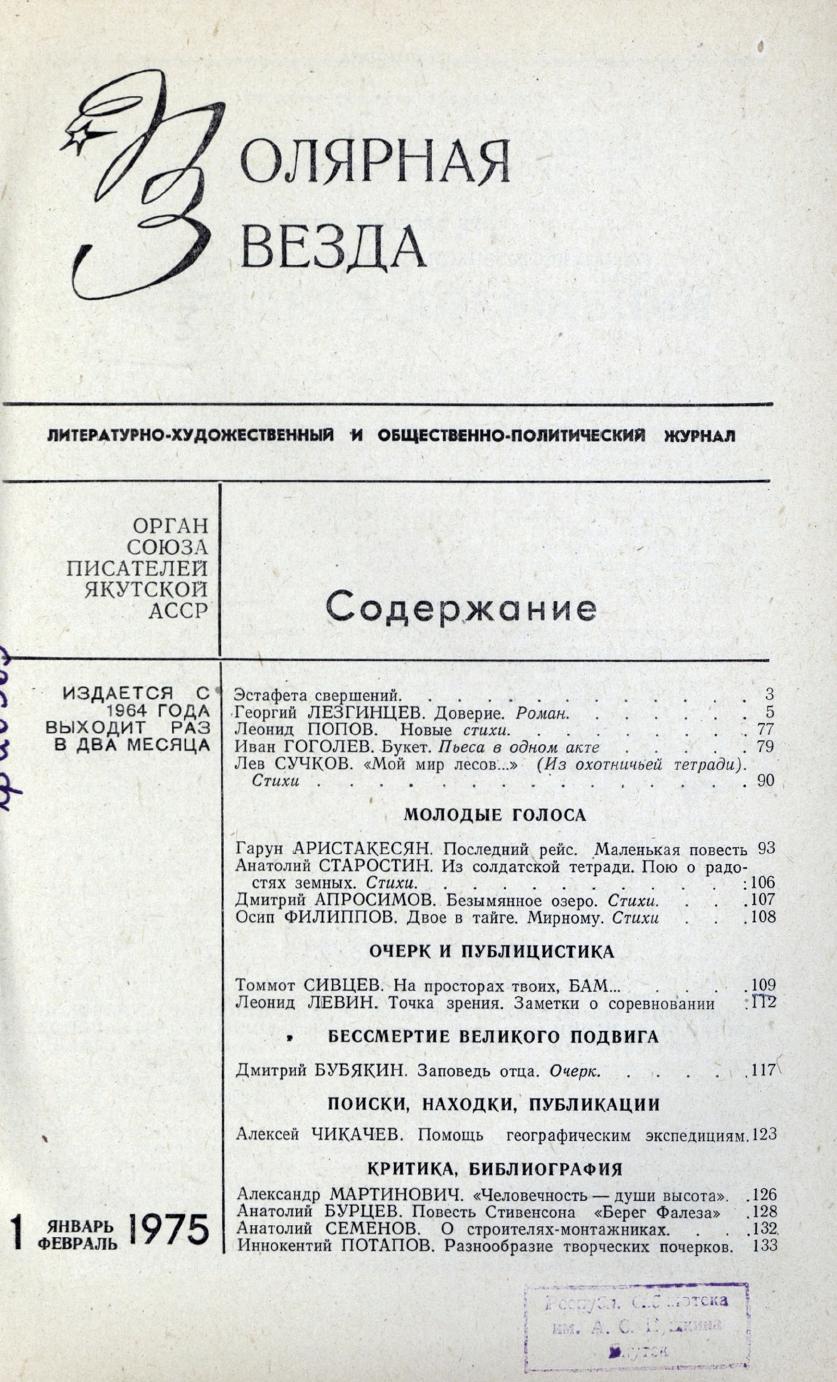 ПОЛЯРНАЯ
ЗВЕЗДА
ЛИТЕРАТУРНО-ХУДОЖЕСТВЕННЫЙ И ОБЩЕСТВЕННО-ПОЛИТИЧЕСКИЙ ЖУРНАЛ
ОРГАН
СОЮЗА
ПИСАТЕЛЕЙ
ЯКУТСКОЙ
АССР
Содержание
ИЗДАЕТСЯ С
1964 ГОДА
ВЫХОДИТ РАЗ
В ДВА МЕСЯЦА
Эстафета свершений. . . . . . . . . . . . 3
Георгий ЛЕЗГИНЦЕВ. Доверие. Роман. . . . . . . 5
Леонид ПОПОВ. Новые стихи. . . . . . . . . 77
Иван ГОГОЛЕВ. Букет. Пьеса в одном акте . . . . . 79
Лев СУЧКОВ. «Мой мир лесов...» (Из охотничьей тетради).
Стихи . . . . . . . . . . . . . . . 90
МОЛОДЫЕ ГОЛОСА
Гарун АРИСТАКЕСЯН. Последний рейс. Маленькая повесть 93
Анатолий СТАРОСТИН. Из солдатской тетради. Пою о радо-
стях земных. Стихи. . . . . . . . . . . 106
Дмитрий АПРОСИМОВ. Безымянное озеро. Стихи. . . . 107
Осип ФИЛИППОВ. Двое в тайге. Мирному. Стихи . . . 108
ОЧЕРК И ПУБЛИЦИСТИКА
Томмот СИВЦЕВ. На просторах твоих, БАМ... . . . . 109
Леонид ЛЕВИН. Точка зрения. Заметки о соревновании 112
БЕССМЕРТИЕ ВЕЛИКОГО ПОДВИГА
Дмитрий БУБЯКИН. Заповедь отца. Очерк. . . . . . 117
ПОИСКИ, НАХОДКИ, ПУБЛИКАЦИИ
Алексей ЧИКАЧЕВ. Помощь географическим экспедициям. 123
КРИТИКА, БИБЛИОГРАФИЯ
Александр МАРТИНОВИЧ. «Человечность — души высота». . 126
Анатолий БУРЦЕВ. Повесть Стивенсона «Берег Фалеза» . 128
Анатолий СЕМЕНОВ. О строителях-монтажниках. . . . 132
Иннокентий ПОТАПОВ. Разнообразие творческих почерков. 133
1 ЯНВАРЬ
ФЕВРАЛЬ 1975
им. А. С.